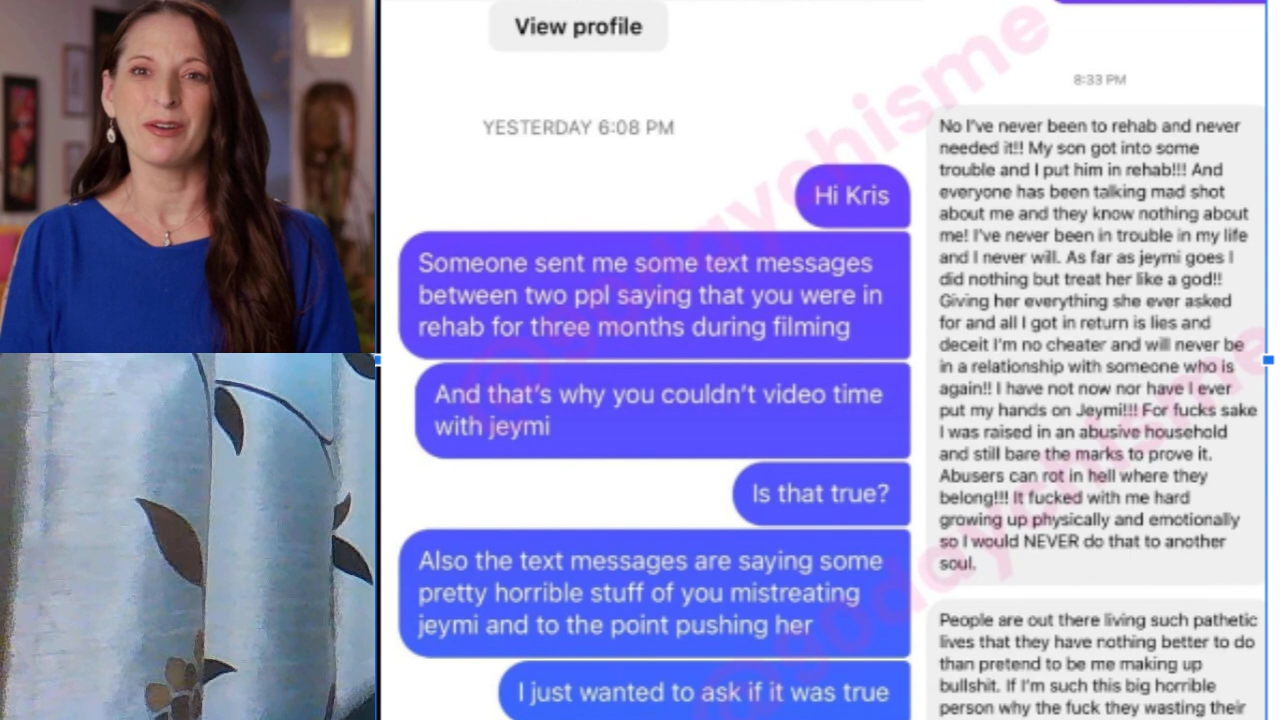 View profile
YESTERDAY 6:08 PM
Hi Kris
Someone sent me some text messages
between two ppl saying that you were in
rehab for three months during filming
And that's why you couldn't video time
with jeymi
Is that true?
Also the text messages are saying some
pretty horrible stuff of you mistreating
jeymi and to the point pushing her
I just wanted to ask if it was true
8:33 PM
No I've never been to rehab and never
needed it!! My son got into some
trouble and I put him in rehab!!! And
everyone has been talking mad shot
about me and they know nothing about
me! I've never been in trouble in my life
and I never will. As far as jeymi goes I
did nothing but treat her like a god!!
Giving her everything she ever asked
for and all I got in return is lies and
deceit I'm no cheater and will never be
in a relationship with someone who is
again!! I have not now nor have I ever
put my hands on Jeymi!!! For fucks sake
I was raised in an abusive household
and still bare the marks to prove it.
Abusers can rot in hell where they
belong!!! It fucked with me hard
growing up physically and emotionally
so I would NEVER do that to another
soul.
People are out there living such pathetic
lives that they have nothing better to do
than pretend to be me making up
bullshit. If I'm such this big horrible
person why the fuck they wasting their